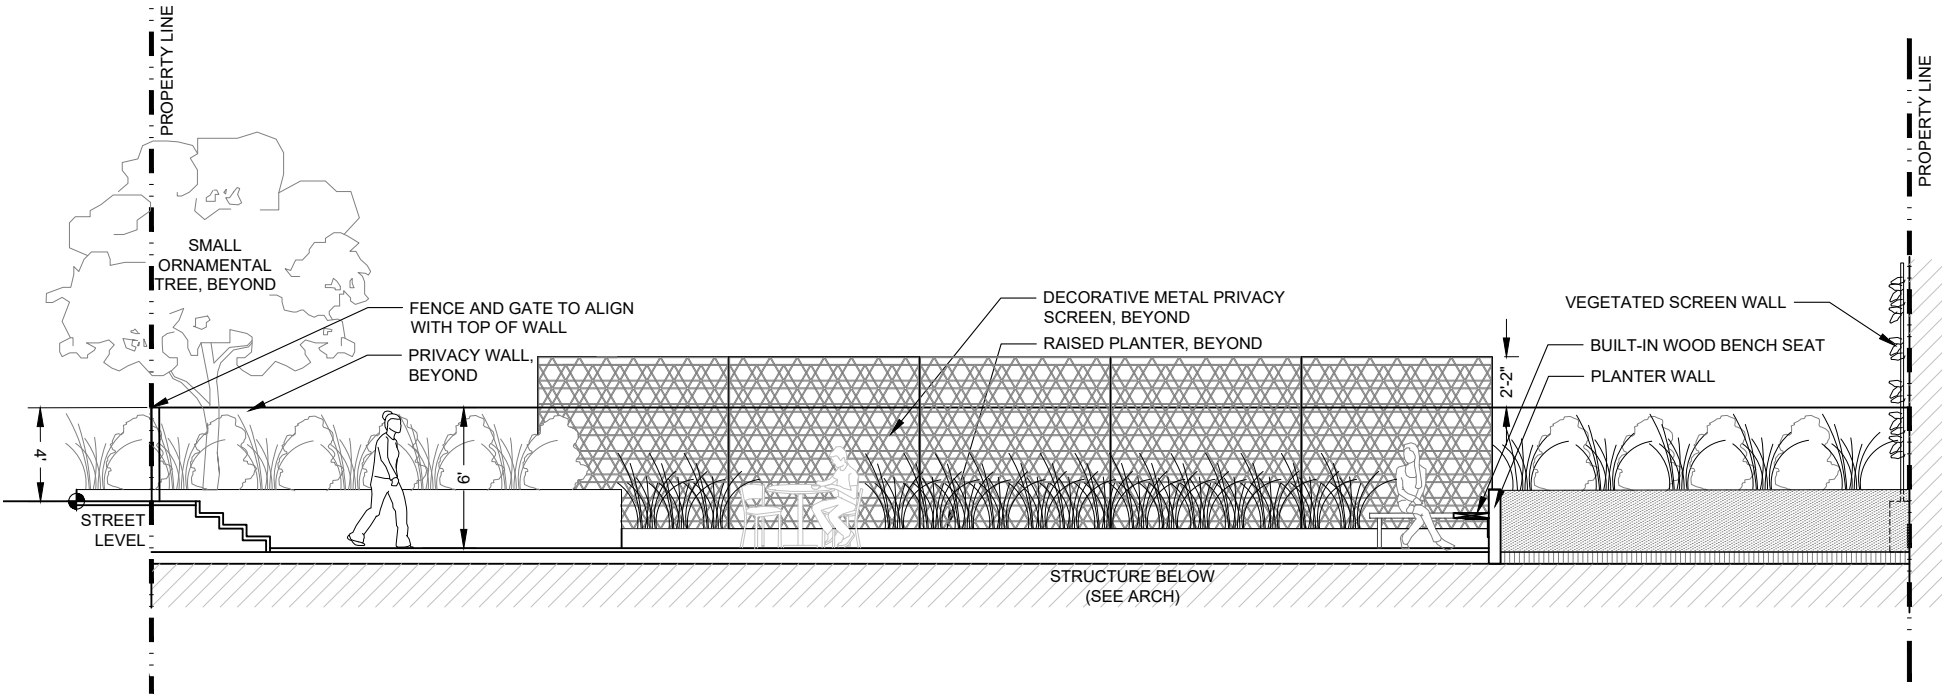 PROPERTY LINE
PROPERTY LINE
SMALL
ORNAMENTAL
TREE, BEYOND
FENCE AND GATE TO ALIGN
WITH TOP OF WALL
PRIVACY WALL,
BEYOND
DECORATIVE METAL PRIVACY
SCREEN, BEYOND
RAISED PLANTER, BEYOND
VEGETATED SCREEN WALL
BUILT-IN WOOD BENCH SEAT
PLANTER WALL
2'-2"
4'
6'
STREET
LEVEL
STRUCTURE BELOW
(SEE ARCH)